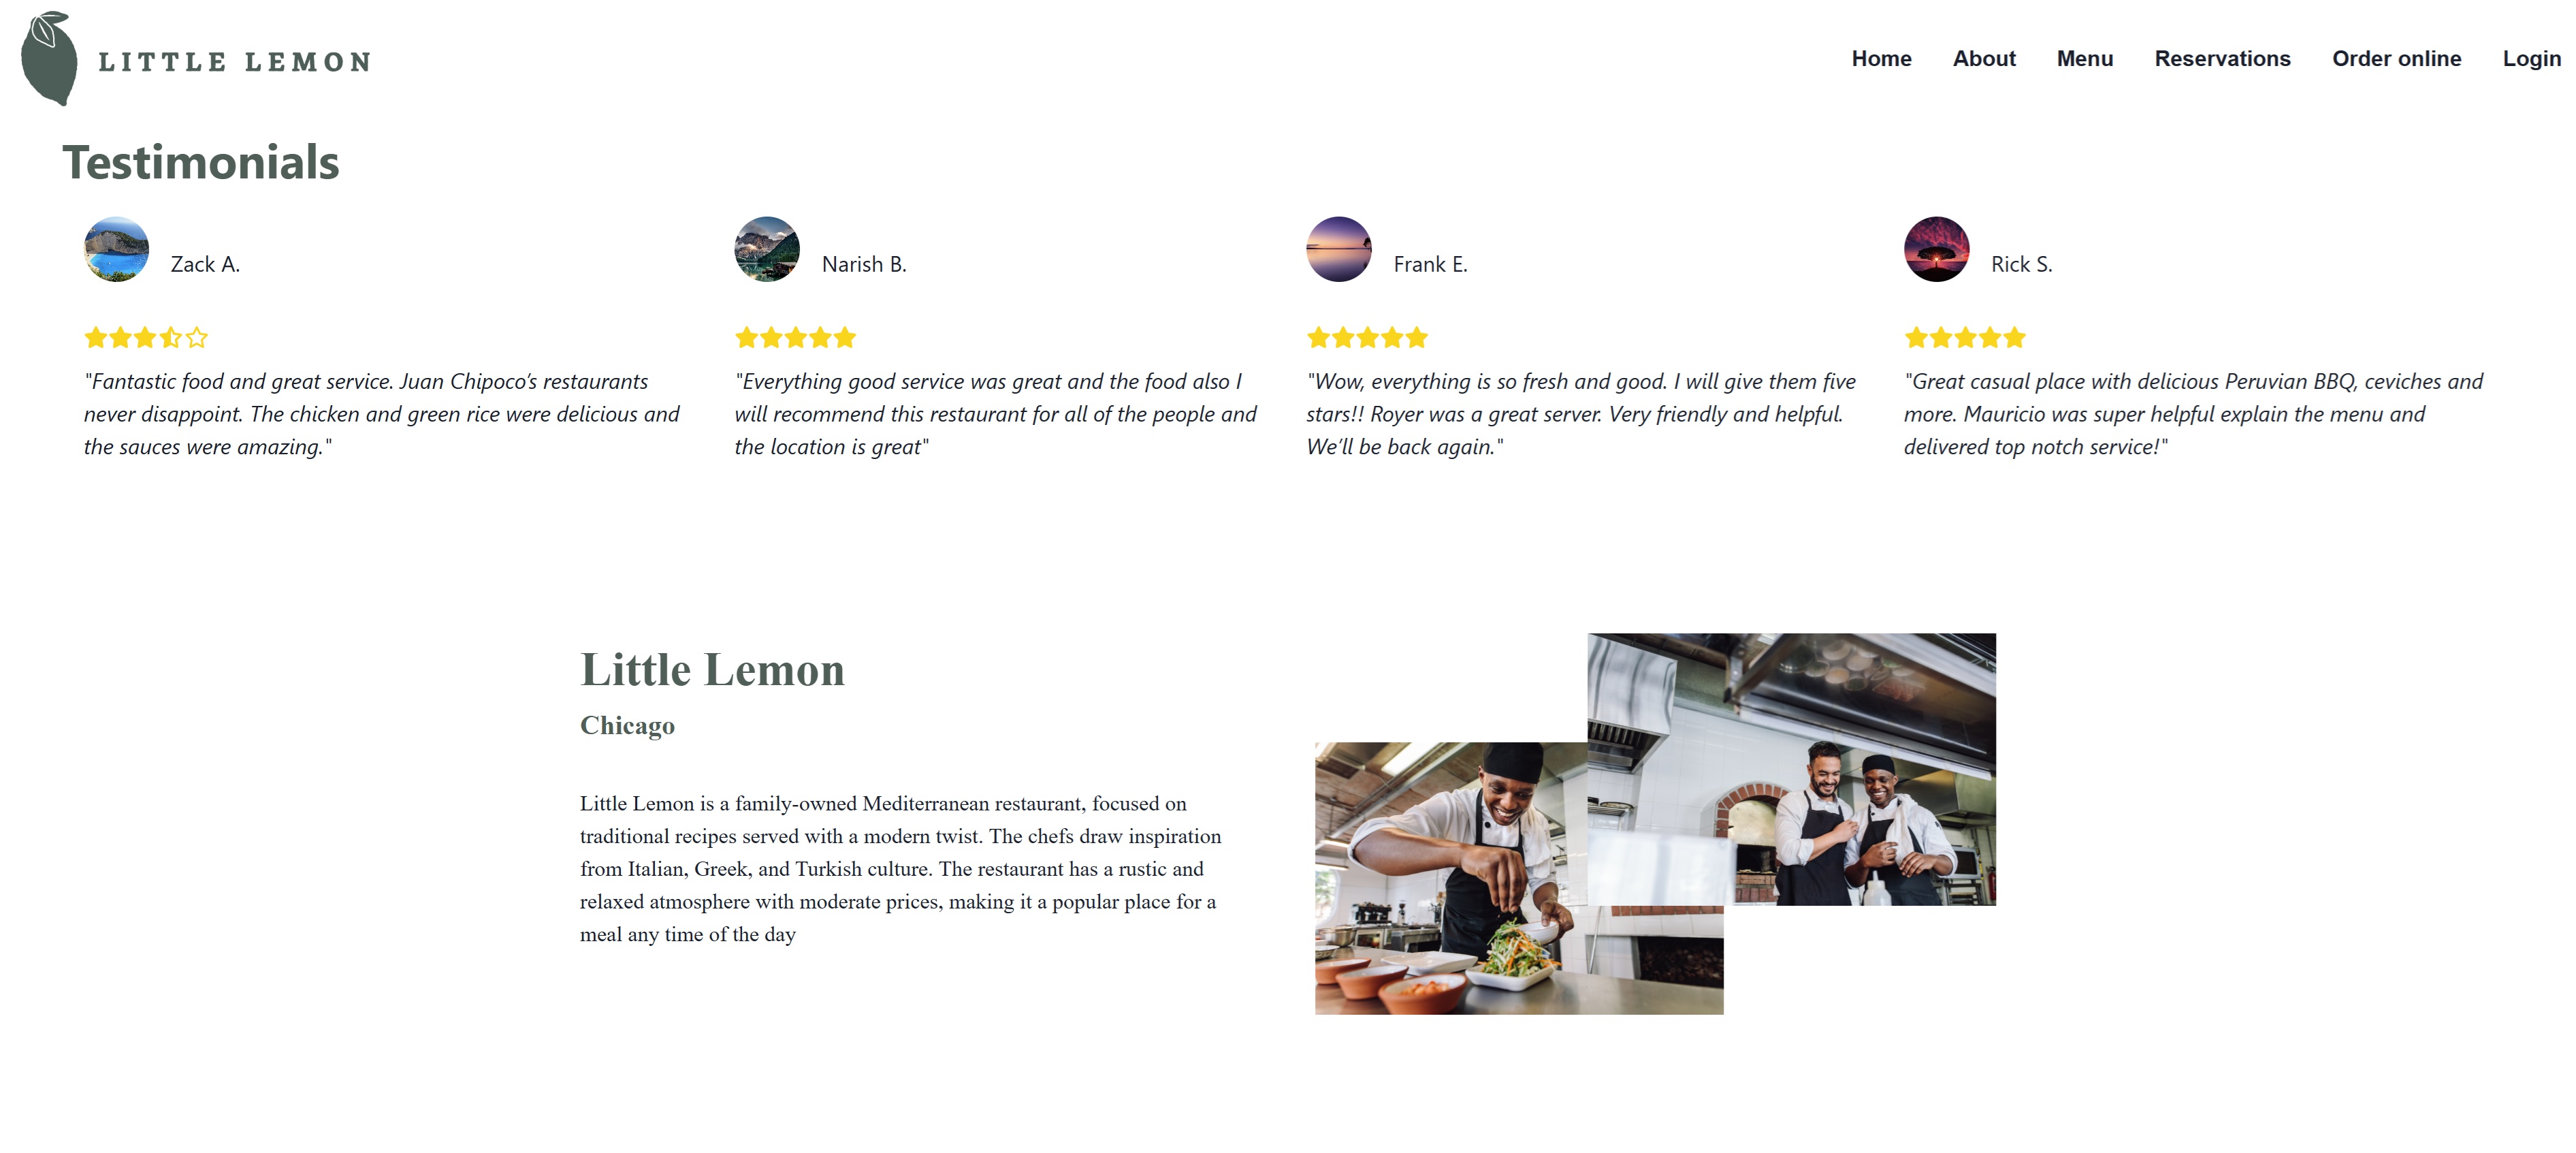 LITTLE LEMON
Home About Menu Reservations Order online Login
Testimonials
Zack A.
"Fantastic food and great service. Juan Chipoco’s restaurants
never disappoint. The chicken and green rice were delicious and
the sauces were amazing."
Narish B.
"Everything good service was great and the food also I
will recommend this restaurant for all of the people and
the location is great"
Frank E.
"Wow, everything is so fresh and good. I will give them five
stars!! Royer was a great server. Very friendly and helpful.
We’ll be back again."
Rick S.
"Great casual place with delicious Peruvian BBQ, ceviches and
more. Mauricio was super helpful explain the menu and
delivered top notch service!"
Little Lemon
Chicago
Little Lemon is a family-owned Mediterranean restaurant, focused on
traditional recipes served with a modern twist. The chefs draw inspiration
from Italian, Greek, and Turkish culture. The restaurant has a rustic and
relaxed atmosphere with moderate prices, making it a popular place for a
meal any time of the day